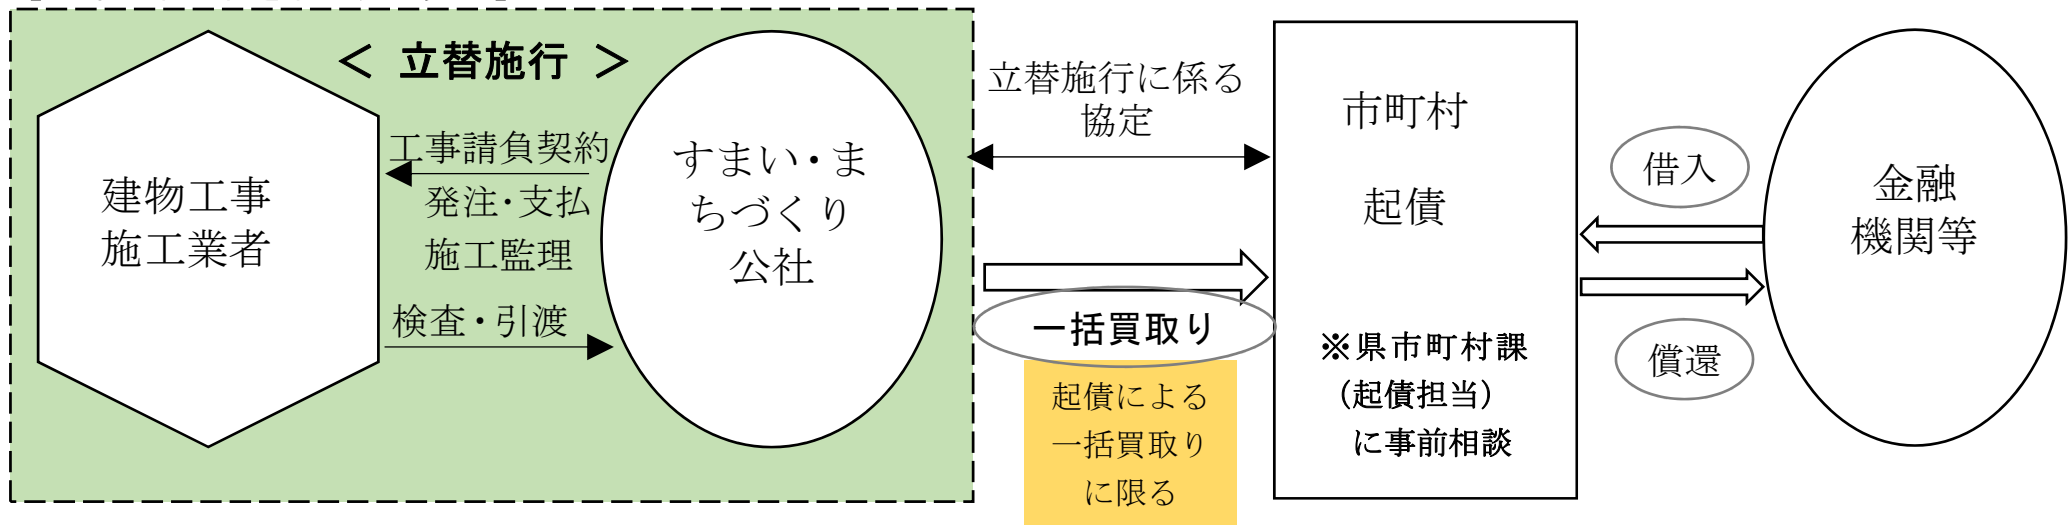 ＜ 立替施行 ＞
建物工事
施工業者
工事請負契約
発注・支払
施工監理
検査・引渡
すまい・ま
ちづくり
公社
立替施行に係る
協定
一括買取り
起債による
一括買取り
に限る
市町村
起債
※県市町村課
（起債担当）
に事前相談
借入
償還
金融
機関等